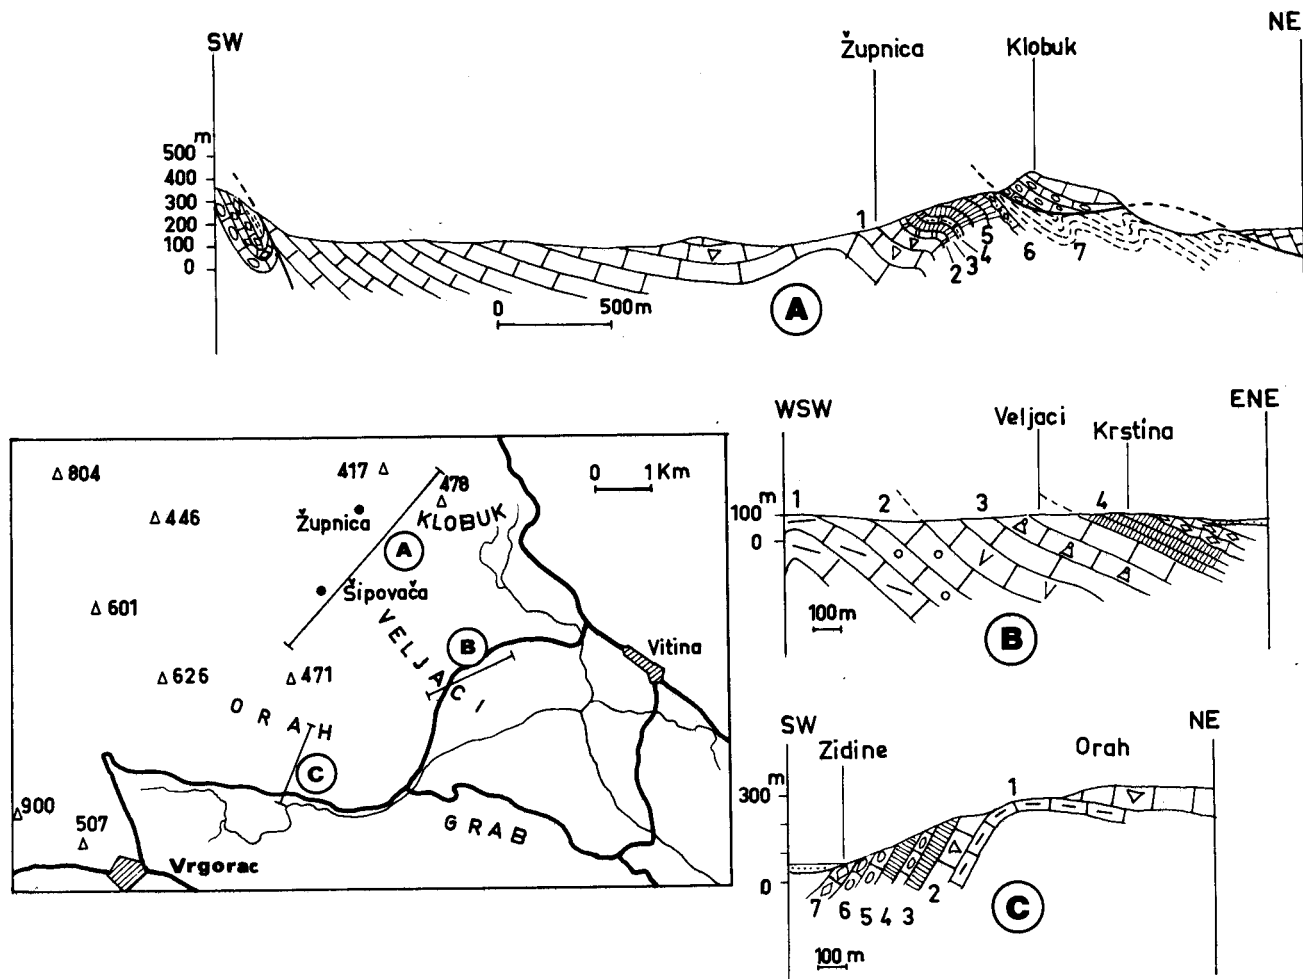 SW
NE
Župnica
Klobuk
m
500
400
300
200
100
0
1
2
3
4
5
6
7
0 500m
A
WSW
ENE
Veljaci
Krstina
1 2 3 4
100 m
0
100m
B
804
417
478
0 1 Km
446
Župnica
KLOBUK
A
Šipovača
601
VELJACI
B
Vitina
626
471
ORAH
C
900
507
GRAB
Vrgorac
SW
NE
Zidine
Orah
m
300
0
1
2
7 6 5 4 3
C
100m